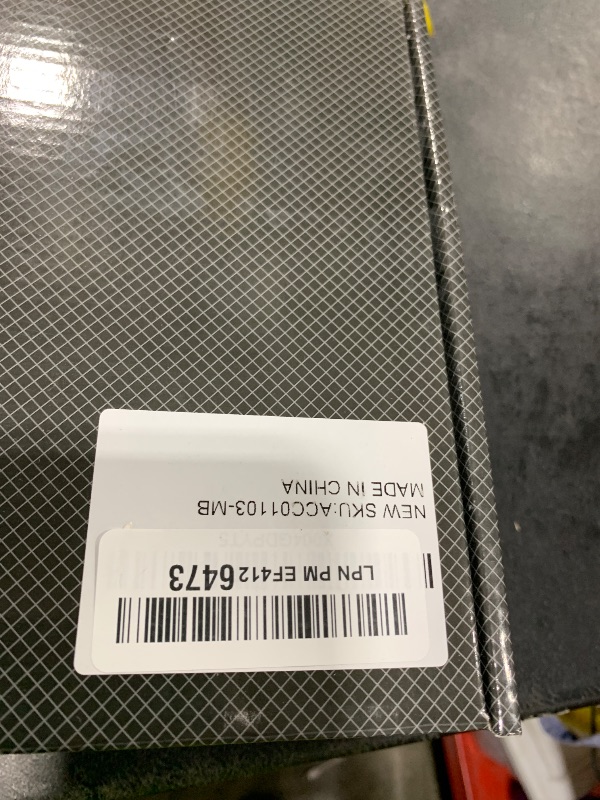 LPN PM EF4126473
NEW SKU:ACC01103-MB
MADE IN CHINA